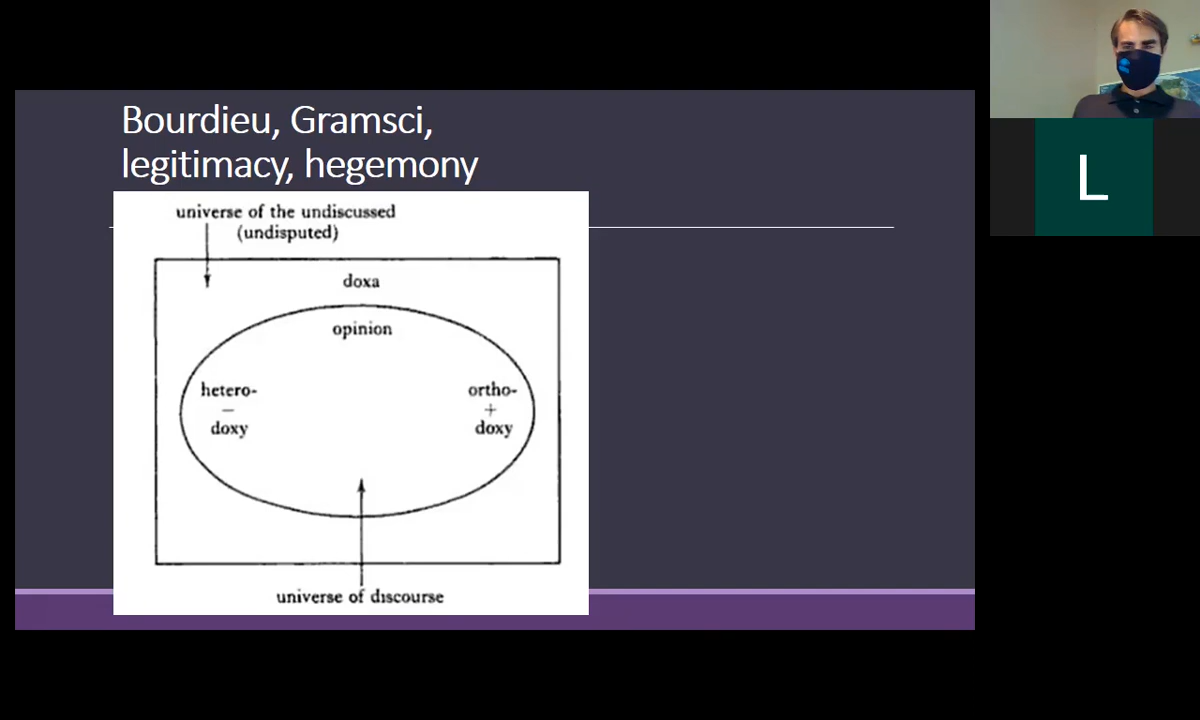 Bourdieu, Gramsci,
legitimacy, hegemony
universe of the undiscussed
(undisputed)
doxa
opinion
hetero-
–
doxy
ortho-
+
doxy
universe of discourse
L